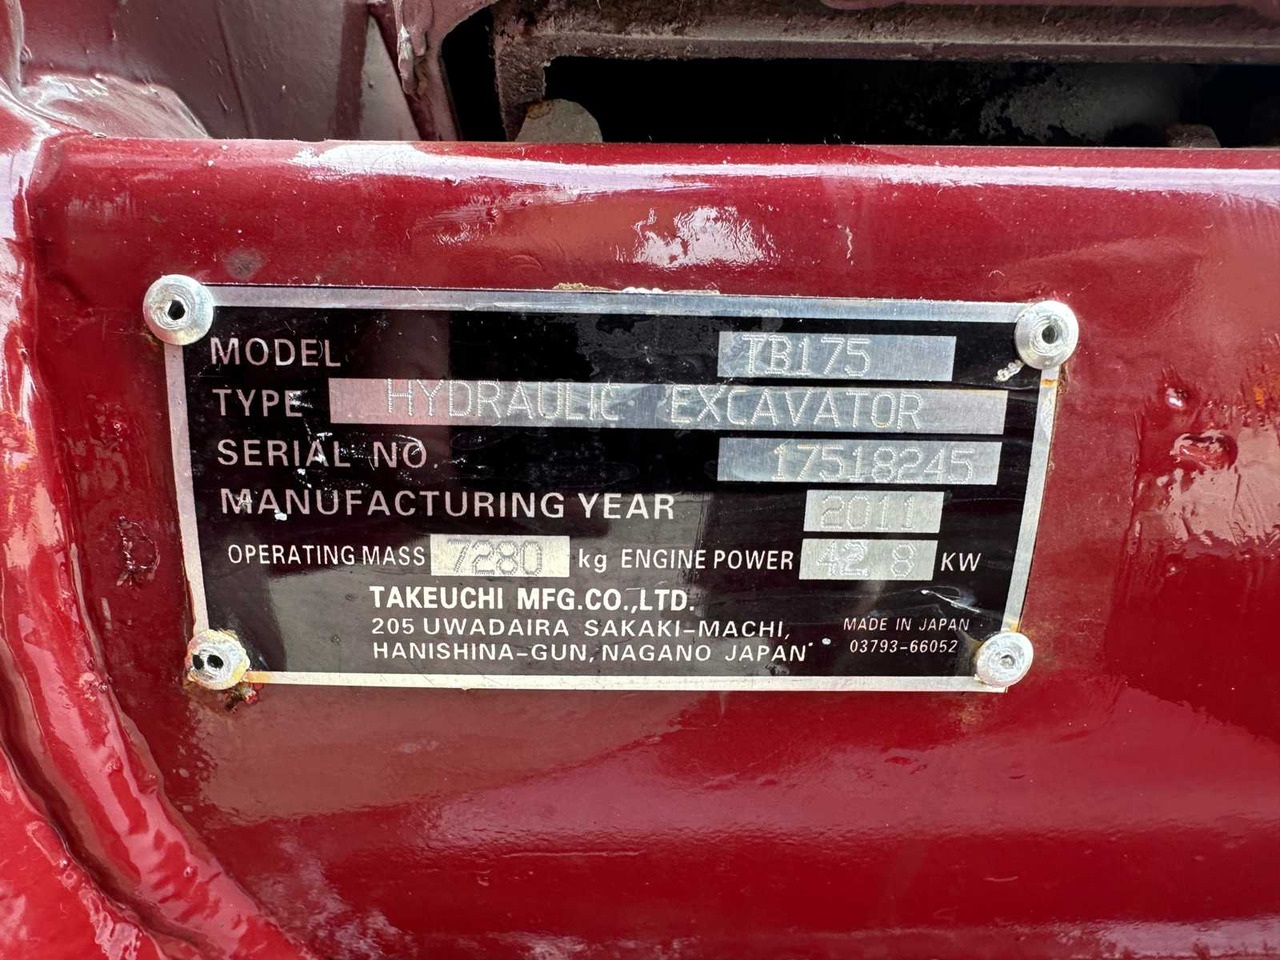 MODEL TB175
TYPE HYDRAULIC EXCAVATOR
SERIAL NO. 17518245
MANUFACTURING YEAR 2011
OPERATING MASS 7280 kg ENGINE POWER 42.8 KW
TAKEUCHI MFG.CO.,LTD.
205 UWADAIRA SAKAKI-MACHI,
HANISHINA-GUN, NAGANO JAPAN
MADE IN JAPAN
03793-66052